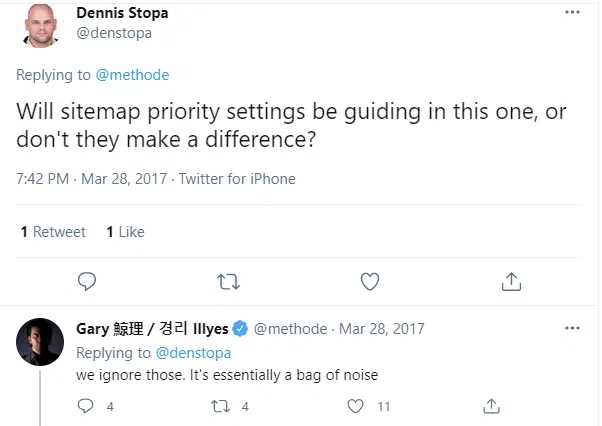 Dennis Stopa
@denstopa
Replying to @methode
Will sitemap priority settings be guiding in this one, or
don't they make a difference?
7:42 PM · Mar 28, 2017 · Twitter for iPhone
1 Retweet 1 Like
Gary 鯨理 / 경리 Illyes @methode · Mar 28, 2017
Replying to @denstopa
we ignore those. It's essentially a bag of noise
4 4 11